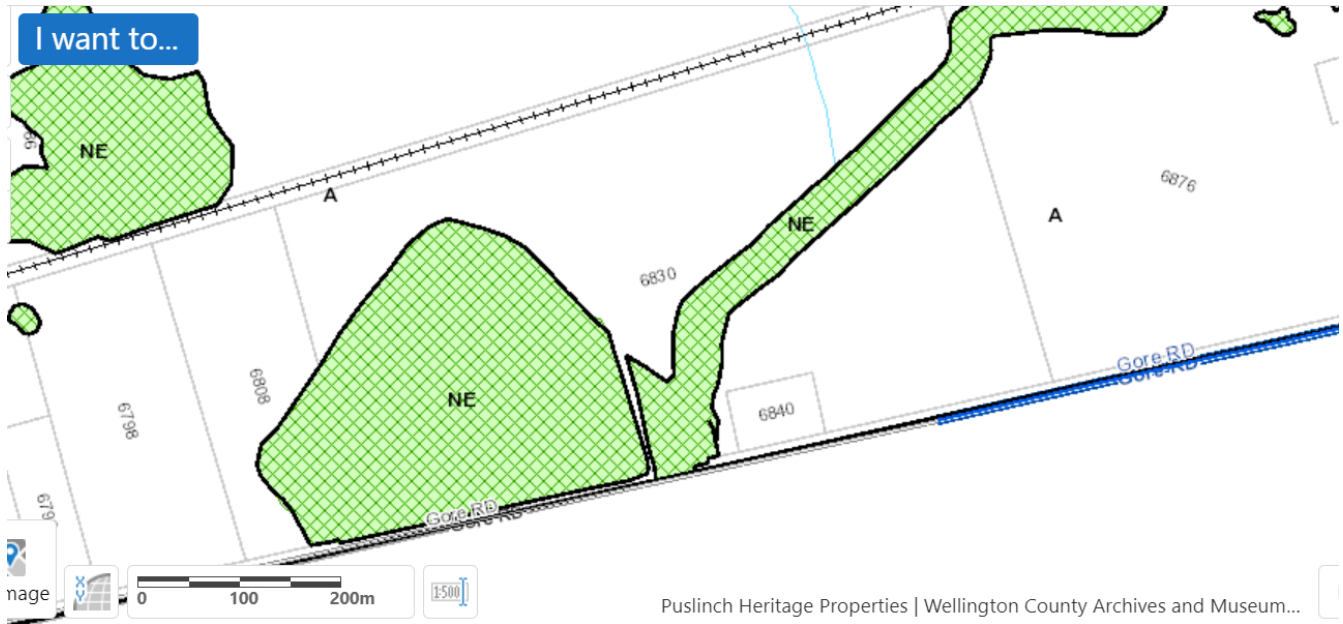 I want to...
NE
A
NE
6876
A
6830
Gore RD
Gore RD
6808
NE
6798
6840
Gore RD
Gore RD
mage
X
Y
0 100 200m
1:500
Puslinch Heritage Properties | Wellington County Archives and Museum...